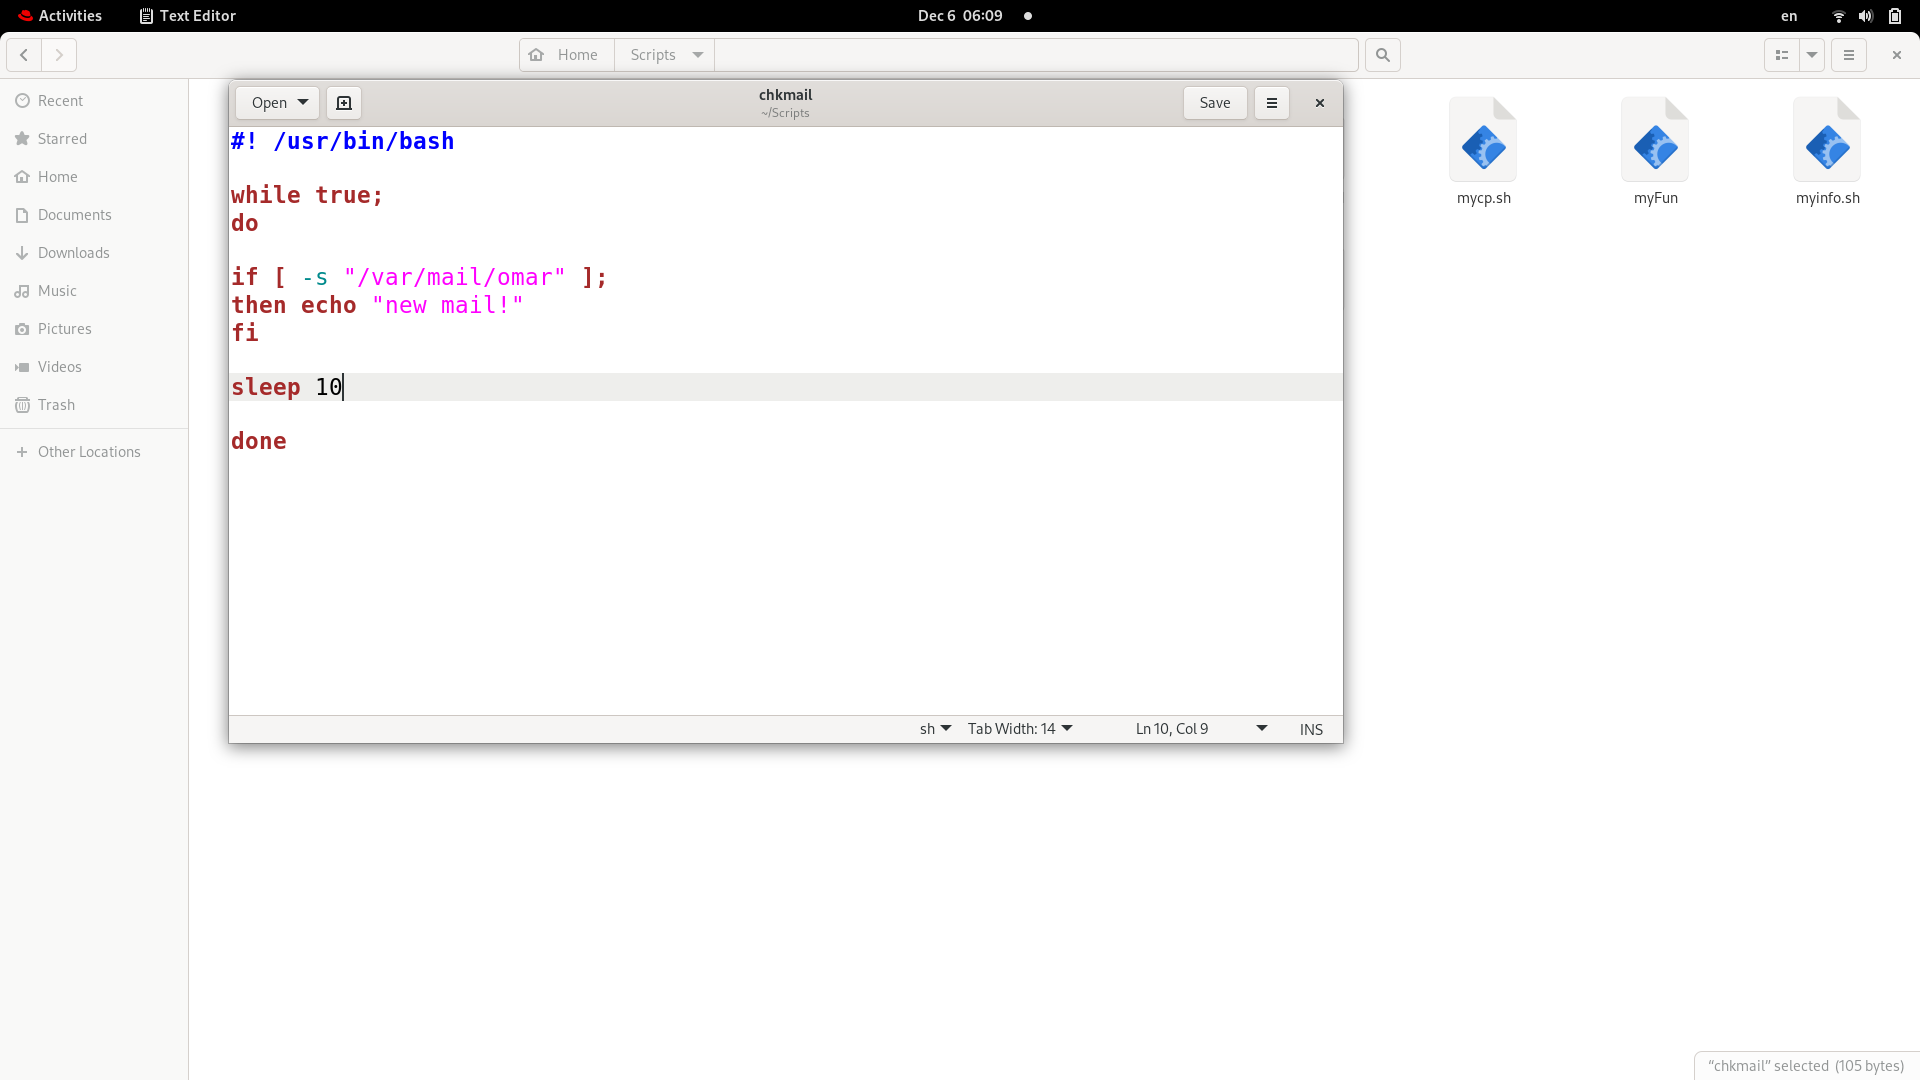 Activities Text Editor Dec 6 06:09 en
Home Scripts
Recent
Starred
Home
Documents
Downloads
Music
Pictures
Videos
Trash
Other Locations
Open chkmail Save
~/Scripts
#! /usr/bin/bash
while true;
do
if [ -s "/var/mail/omar" ];
then echo "new mail!"
fi
sleep 10
done
sh Tab Width: 14 Ln 10, Col 9 INS
mycp.sh myFun myinfo.sh
“chkmail” selected (105 bytes)